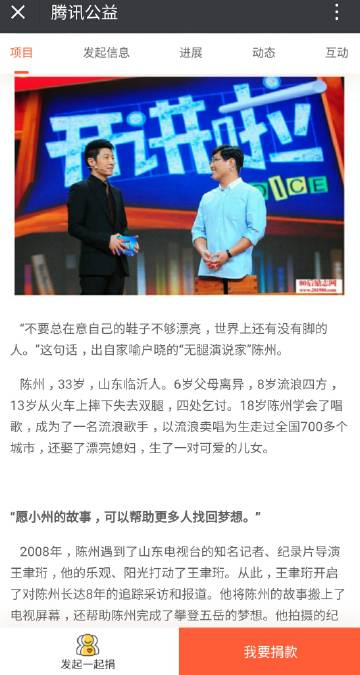 腾讯公益
项目 发起信息 进展 动态 互动
开讲啦
VOICE
80后励志网
www.201980.com
“不要总在意自己的鞋子不够漂亮，世界上还有没有脚的
人。”这句话，出自家喻户晓的“无腿演说家”陈州。
陈州，33岁，山东临沂人。6岁父母离异，8岁流浪四方，
13岁从火车上摔下失去双腿，四处乞讨。18岁陈州学会了唱
歌，成为了一名流浪歌手，以流浪卖唱为生走过全国700多个
城市，还娶了漂亮媳妇，生了一对可爱的儿女。
“愿小州的故事，可以帮助更多人找回梦想。”
2008年，陈州遇到了山东电视台的知名记者、纪录片导演
王聿珩，他的乐观、阳光打动了王聿珩。从此，王聿珩开启
了对陈州长达8年的追踪采访和报道。他将陈州的故事搬上了
电视屏幕，还帮助陈州完成了攀登五岳的梦想。他拍摄的纪
发起一起捐
我要捐款